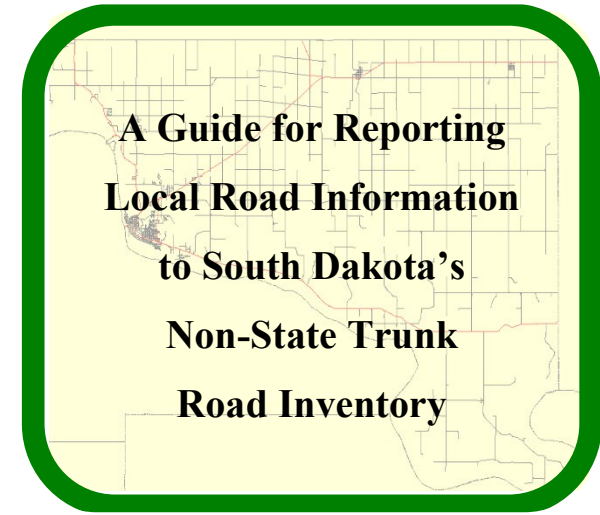 A Guide for Reporting
Local Road Information
to South Dakota’s
Non-State Trunk
Road Inventory